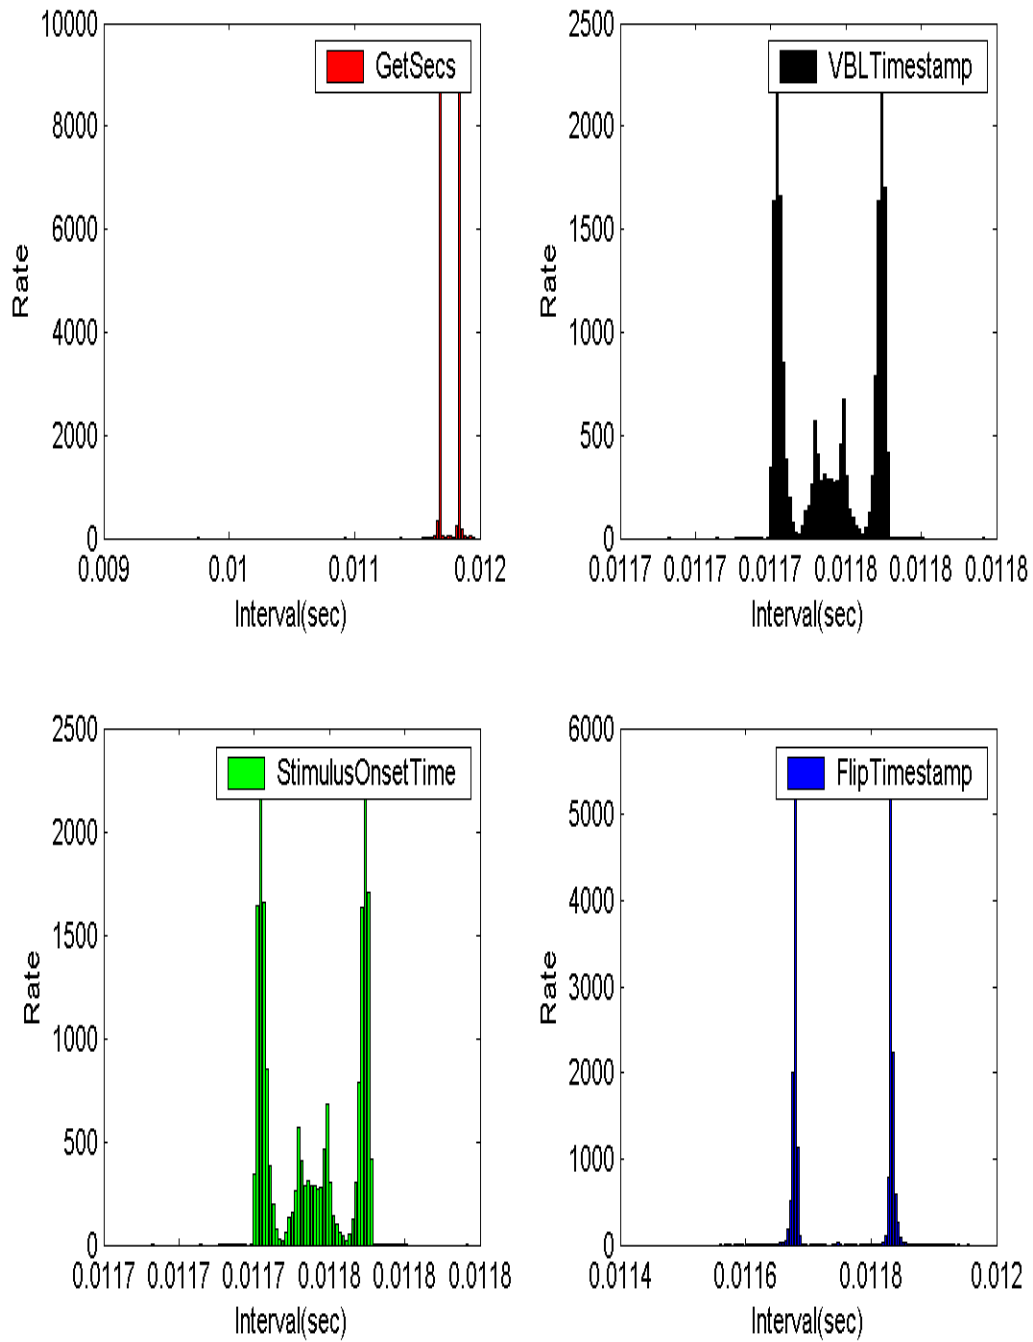 10000
8000
6000
4000
2000
0
Rate
GetSecs
0.009 0.01 0.011 0.012
Interval(sec)
2500
2000
1500
1000
500
0
Rate
VBLTimestamp
0.0117 0.0117 0.0117 0.0118 0.0118 0.0118
Interval(sec)
2500
2000
1500
1000
500
0
Rate
StimulusOnsetTime
0.0117 0.0117 0.0117 0.0118 0.0118 0.0118
Interval(sec)
6000
5000
4000
3000
2000
1000
0
Rate
FlipTimestamp
0.0114 0.0116 0.0118 0.012
Interval(sec)